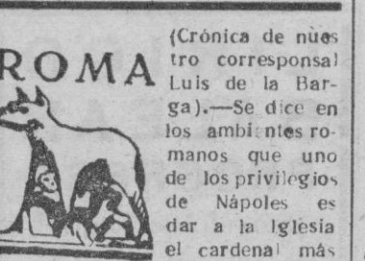 ROMA
(Crónica de nues
tro corresponsal
Luis de la Bar-
ga).—Se dice en
los ambientes ro-
manos que uno
de los privilegios
de Nápoles es
dar a la Iglesia
el cardenal más